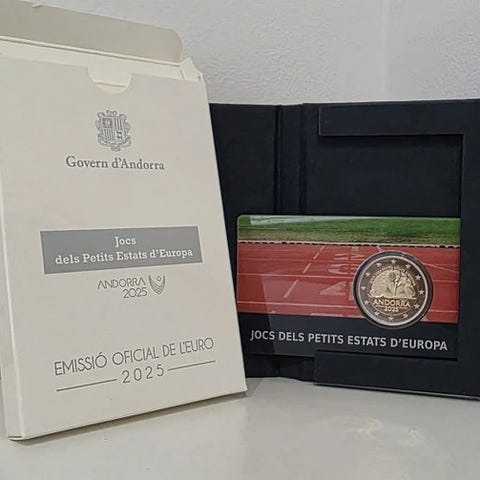 Govern d'Andorra
Jocs
dels Petits Estats d'Europa
ANDORRA
2025
EMISSIÓ OFICIAL DE L'EURO
2025
ANDORRA
2025
JOCS DELS PETITS ESTATS D'EUROPA